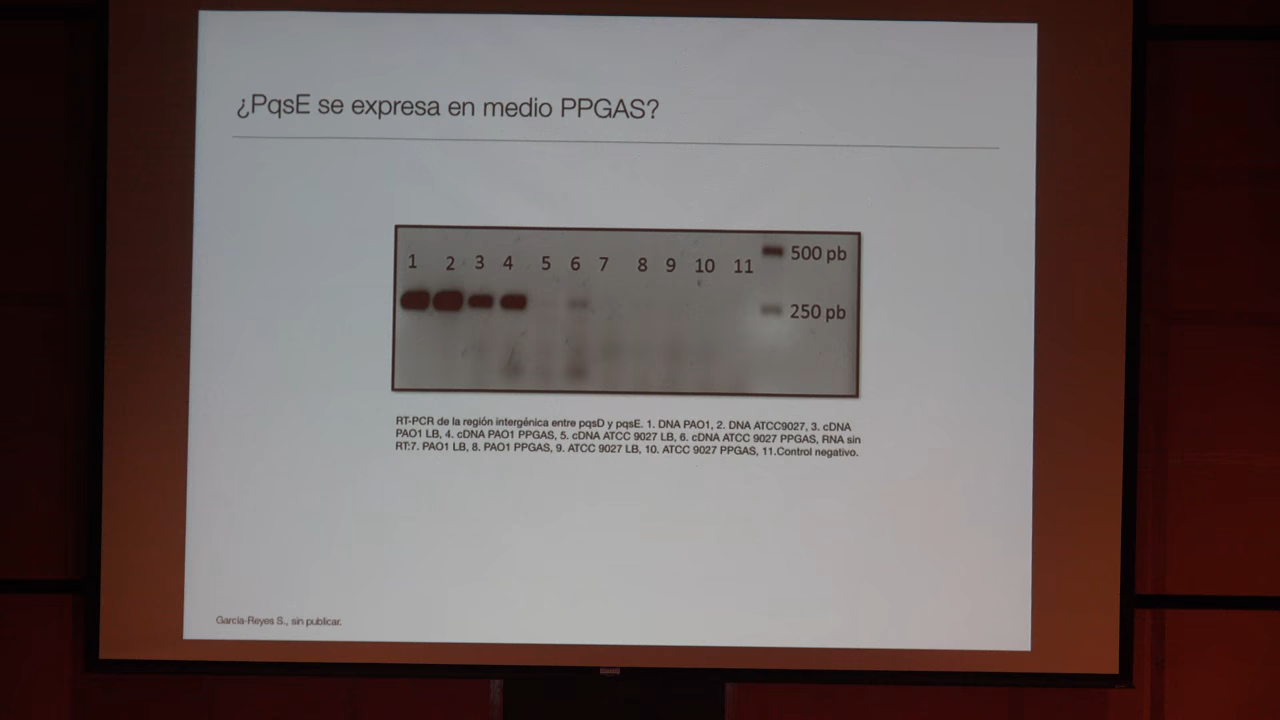 ¿PqsE se expresa en medio PPGAS?
1 2 3 4 5 6 7 8 9 10 11
500 pb
250 pb
RT-PCR de la región intergénica entre pqsD y pqsE. 1. DNA PAO1, 2. DNA ATCC9027, 3. cDNA
PAO1 LB, 4. cDNA PAO1 PPGAS, 5. cDNA ATCC 9027 LB, 6. cDNA ATCC 9027 PPGAS, RNA sin
RT:7. PAO1 LB, 8. PAO1 PPGAS, 9. ATCC 9027 LB, 10. ATCC 9027 PPGAS, 11.Control negativo.
García-Reyes S., sin publicar.